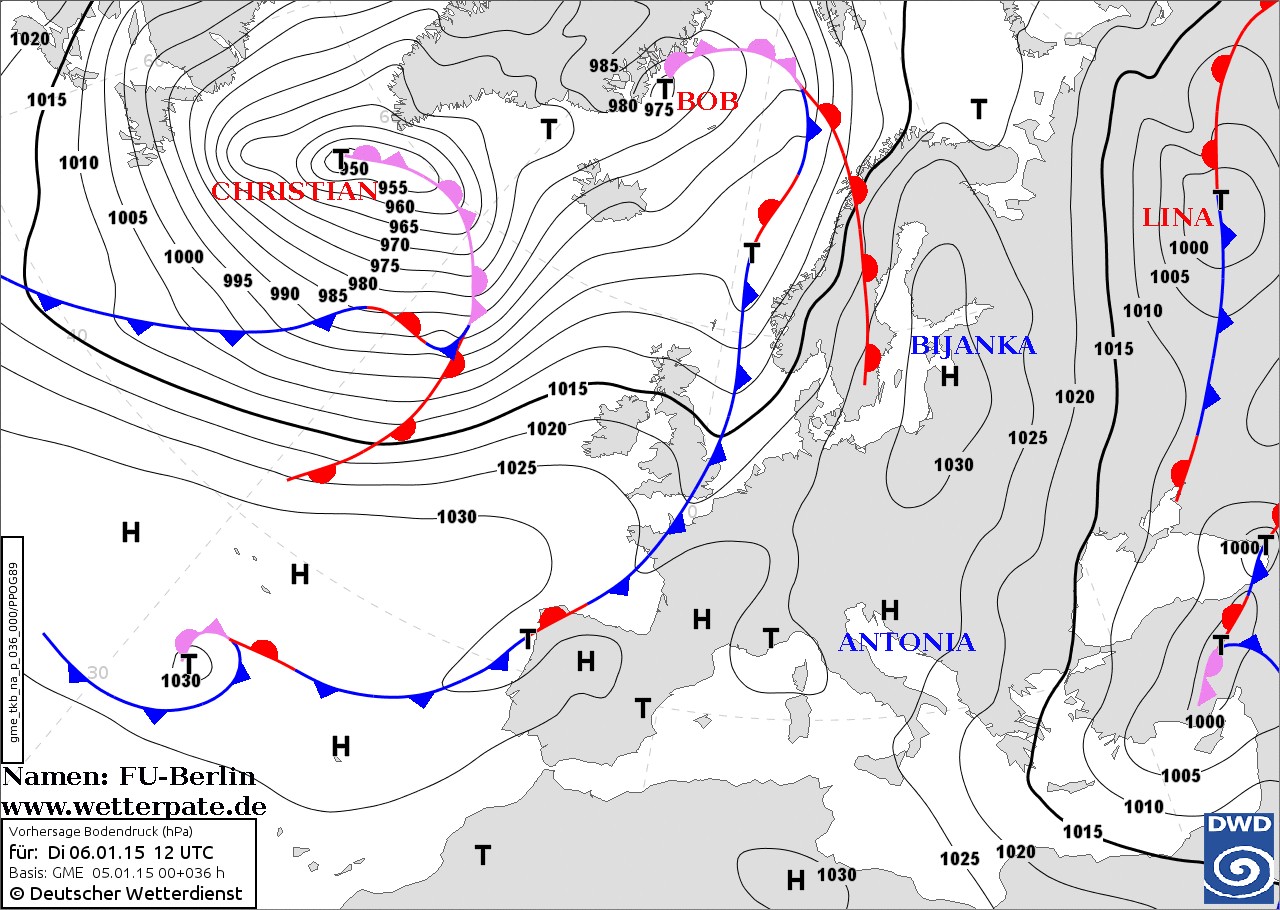 1020
985
1015
980
975
BOB
T
T
T
T
1010
950
CHRISTIAN
955
960
965
970
975
980
985
990
995
1000
1005
T
LINA
1000
1005
1010
1015
T
T
BIJANKA
H
1020
1025
1030
1015
1020
1025
1030
H
H
H
ANTONIA
H
T
T
H
T
1000
T
T
1030
30
1000
1005
1010
1015
1020
1025
H
T
H
1030
gme_tkb_na_p_036_000/PPOG89
Namen: FU-Berlin
www.wetterpate.de
Vorhersage Bodendruck (hPa)
für: Di 06.01.15 12 UTC
Basis: GME 05.01.15 00+036 h
© Deutscher Wetterdienst
DWD